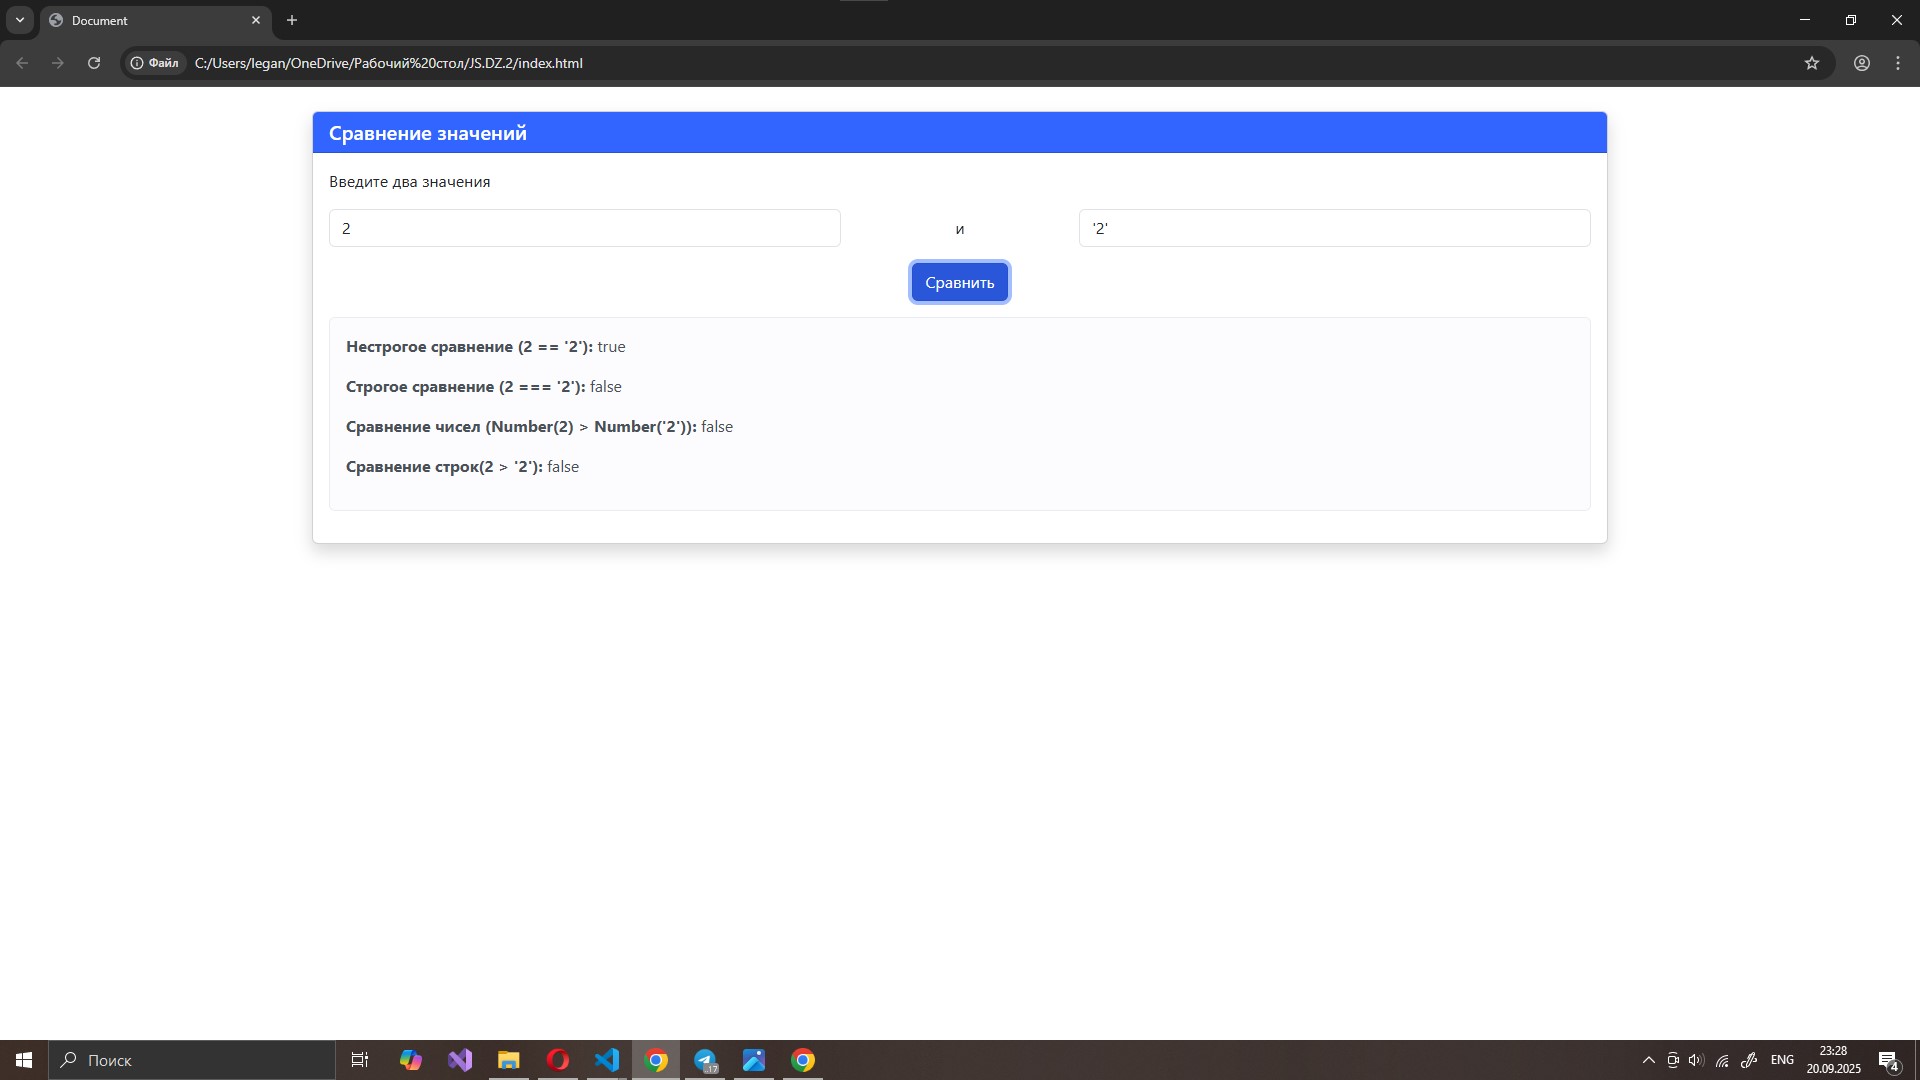 Document
Файл
C:/Users/legan/OneDrive/Рабочий%20стол/JS.DZ.2/index.html
Сравнение значений
Введите два значения
2
и
'2'
Сравнить
Нестрогое сравнение (2 == '2'): true
Строгое сравнение (2 === '2'): false
Сравнение чисел (Number(2) > Number('2')): false
Сравнение строк(2 > '2'): false
Поиск
..17
ENG
23:28
20.09.2025
4